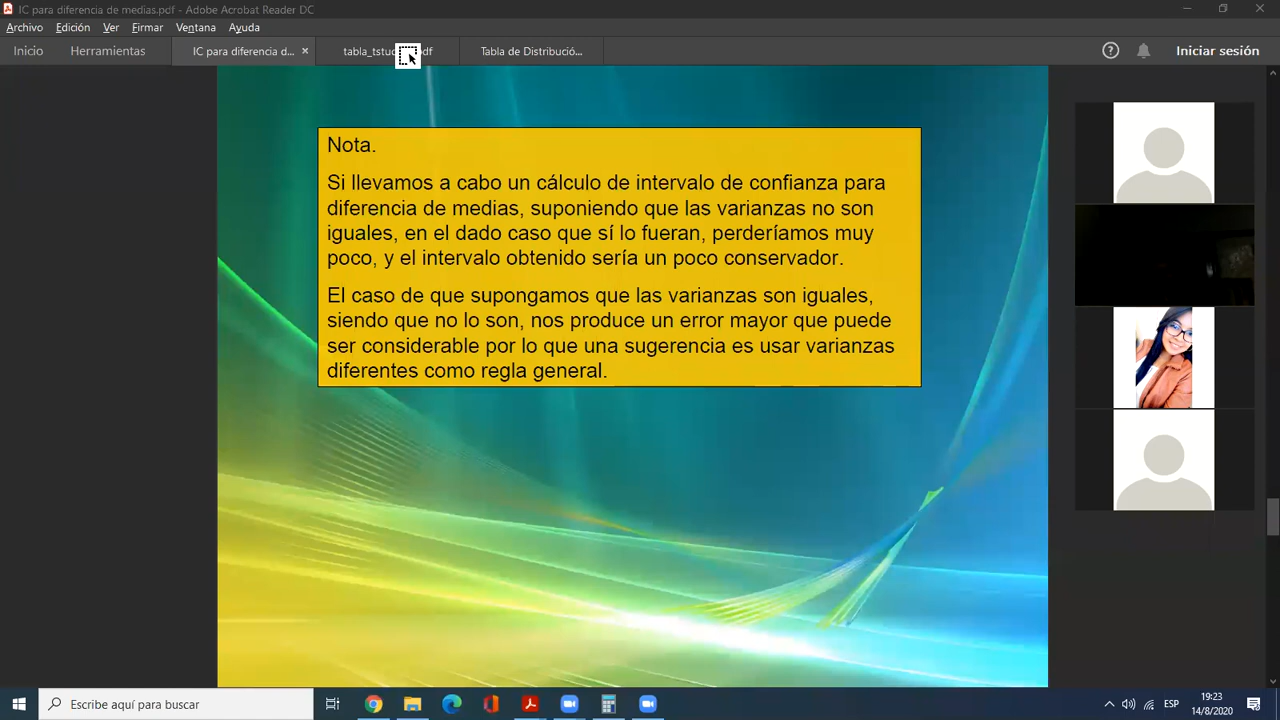 IC para diferencia de medias.pdf - Adobe Acrobat Reader DC
Archivo Edición Ver Firmar Ventana Ayuda
Inicio Herramientas IC para diferencia d... × Tabla de Distribució... Iniciar sesión
Nota.
Si llevamos a cabo un cálculo de intervalo de confianza para
diferencia de medias, suponiendo que las varianzas no son
iguales, en el dado caso que sí lo fueran, perderíamos muy
poco, y el intervalo obtenido sería un poco conservador.
El caso de que supongamos que las varianzas son iguales,
siendo que no lo son, nos produce un error mayor que puede
ser considerable por lo que una sugerencia es usar varianzas
diferentes como regla general.
Escribe aquí para buscar
ESP
19:23
14/8/2020